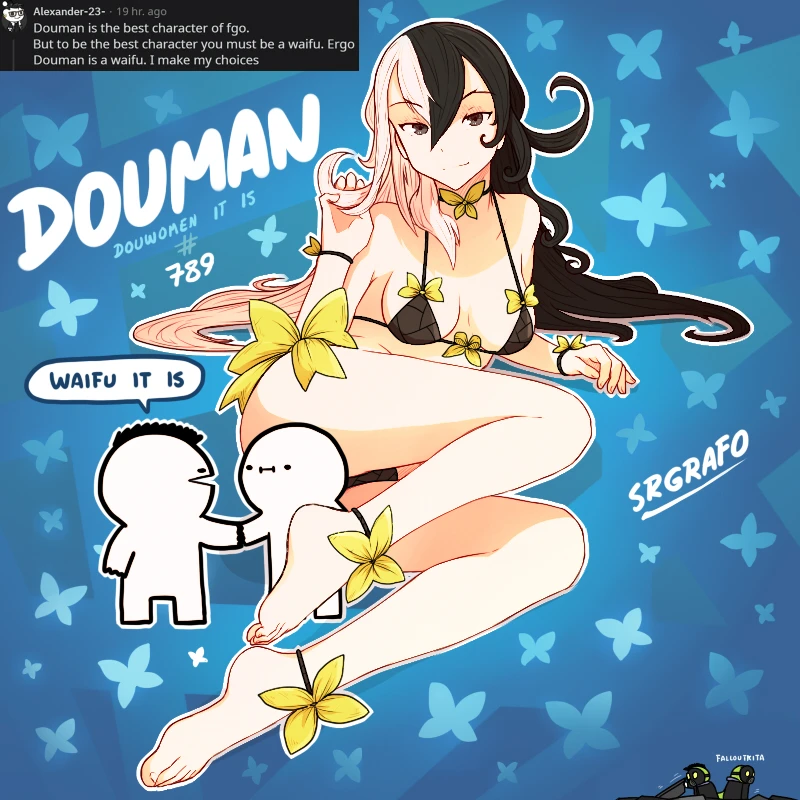 Alexander-23- · 19 hr. ago
Douman is the best character of fgo.
But to be the best character you must be a waifu. Ergo
Douman is a waifu. I make my choices
DOUMAN
DOUWOMEN IT IS
#
789
WAIFU IT IS
SRGRAFO
FALLOUTKITA